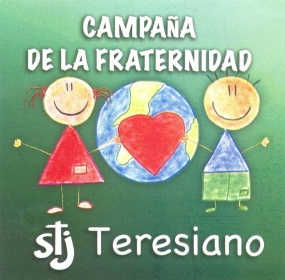 CAMPAÑA
DE LA FRATERNIDAD
stj Teresiano